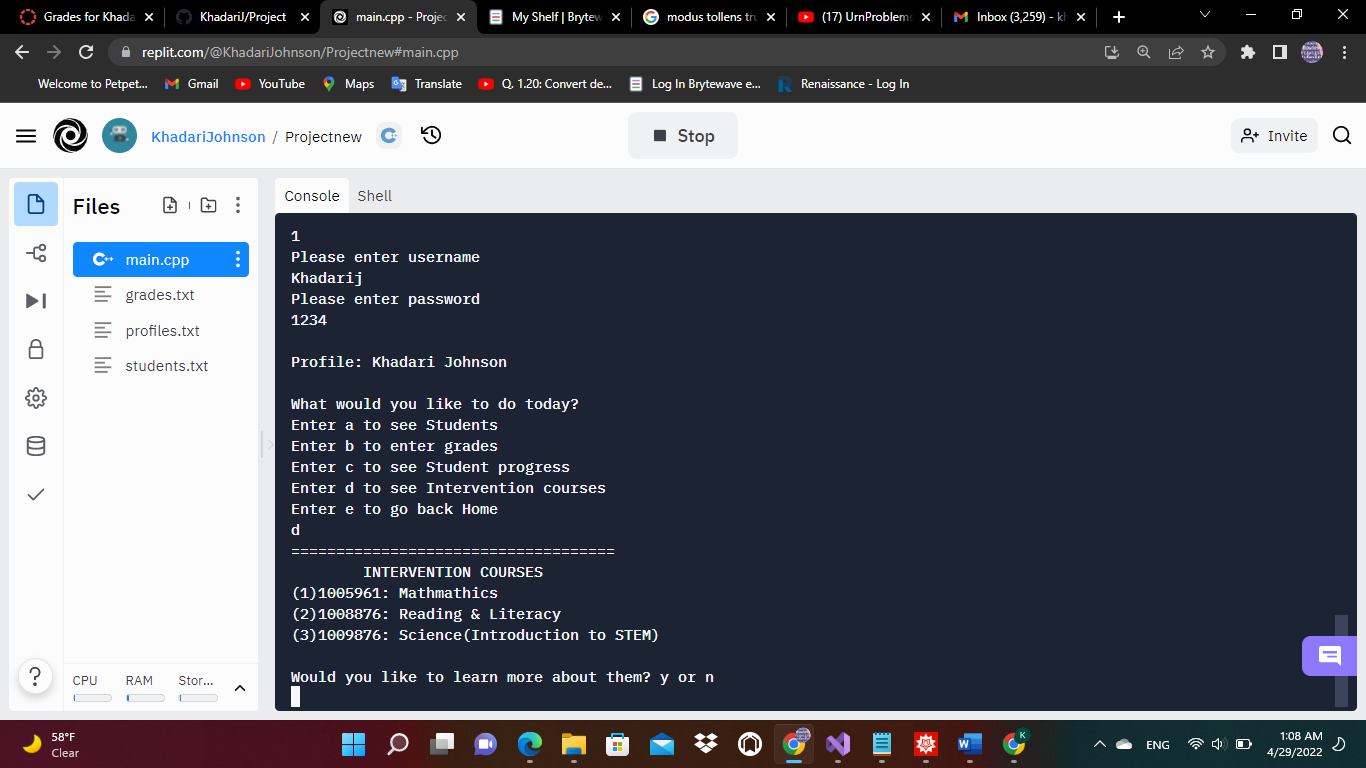 Grades for Khada
KhadariJ/Project
main.cpp - Projec
My Shelf | Brytew
modus tollens tru
(17) UrnProblems
Inbox (3,259) - kh
replit.com/@KhadariJohnson/Projectnew#main.cpp
Welcome to Petpet...
Gmail
YouTube
Maps
Translate
Q. 1.20: Convert de...
Log In Brytewave e...
Renaissance - Log In
KhadariJohnson / Projectnew
Stop
Invite
Files
main.cpp
grades.txt
profiles.txt
students.txt
CPU
RAM
Stor...
Console
Shell
1
Please enter username
Khadarij
Please enter password
1234
Profile: Khadari Johnson
What would you like to do today?
Enter a to see Students
Enter b to enter grades
Enter c to see Student progress
Enter d to see Intervention courses
Enter e to go back Home
d
====================================
INTERVENTION COURSES
(1)1005961: Mathmathics
(2)1008876: Reading & Literacy
(3)1009876: Science(Introduction to STEM)
Would you like to learn more about them? y or n
58°F
Clear
ENG
1:08 AM
4/29/2022